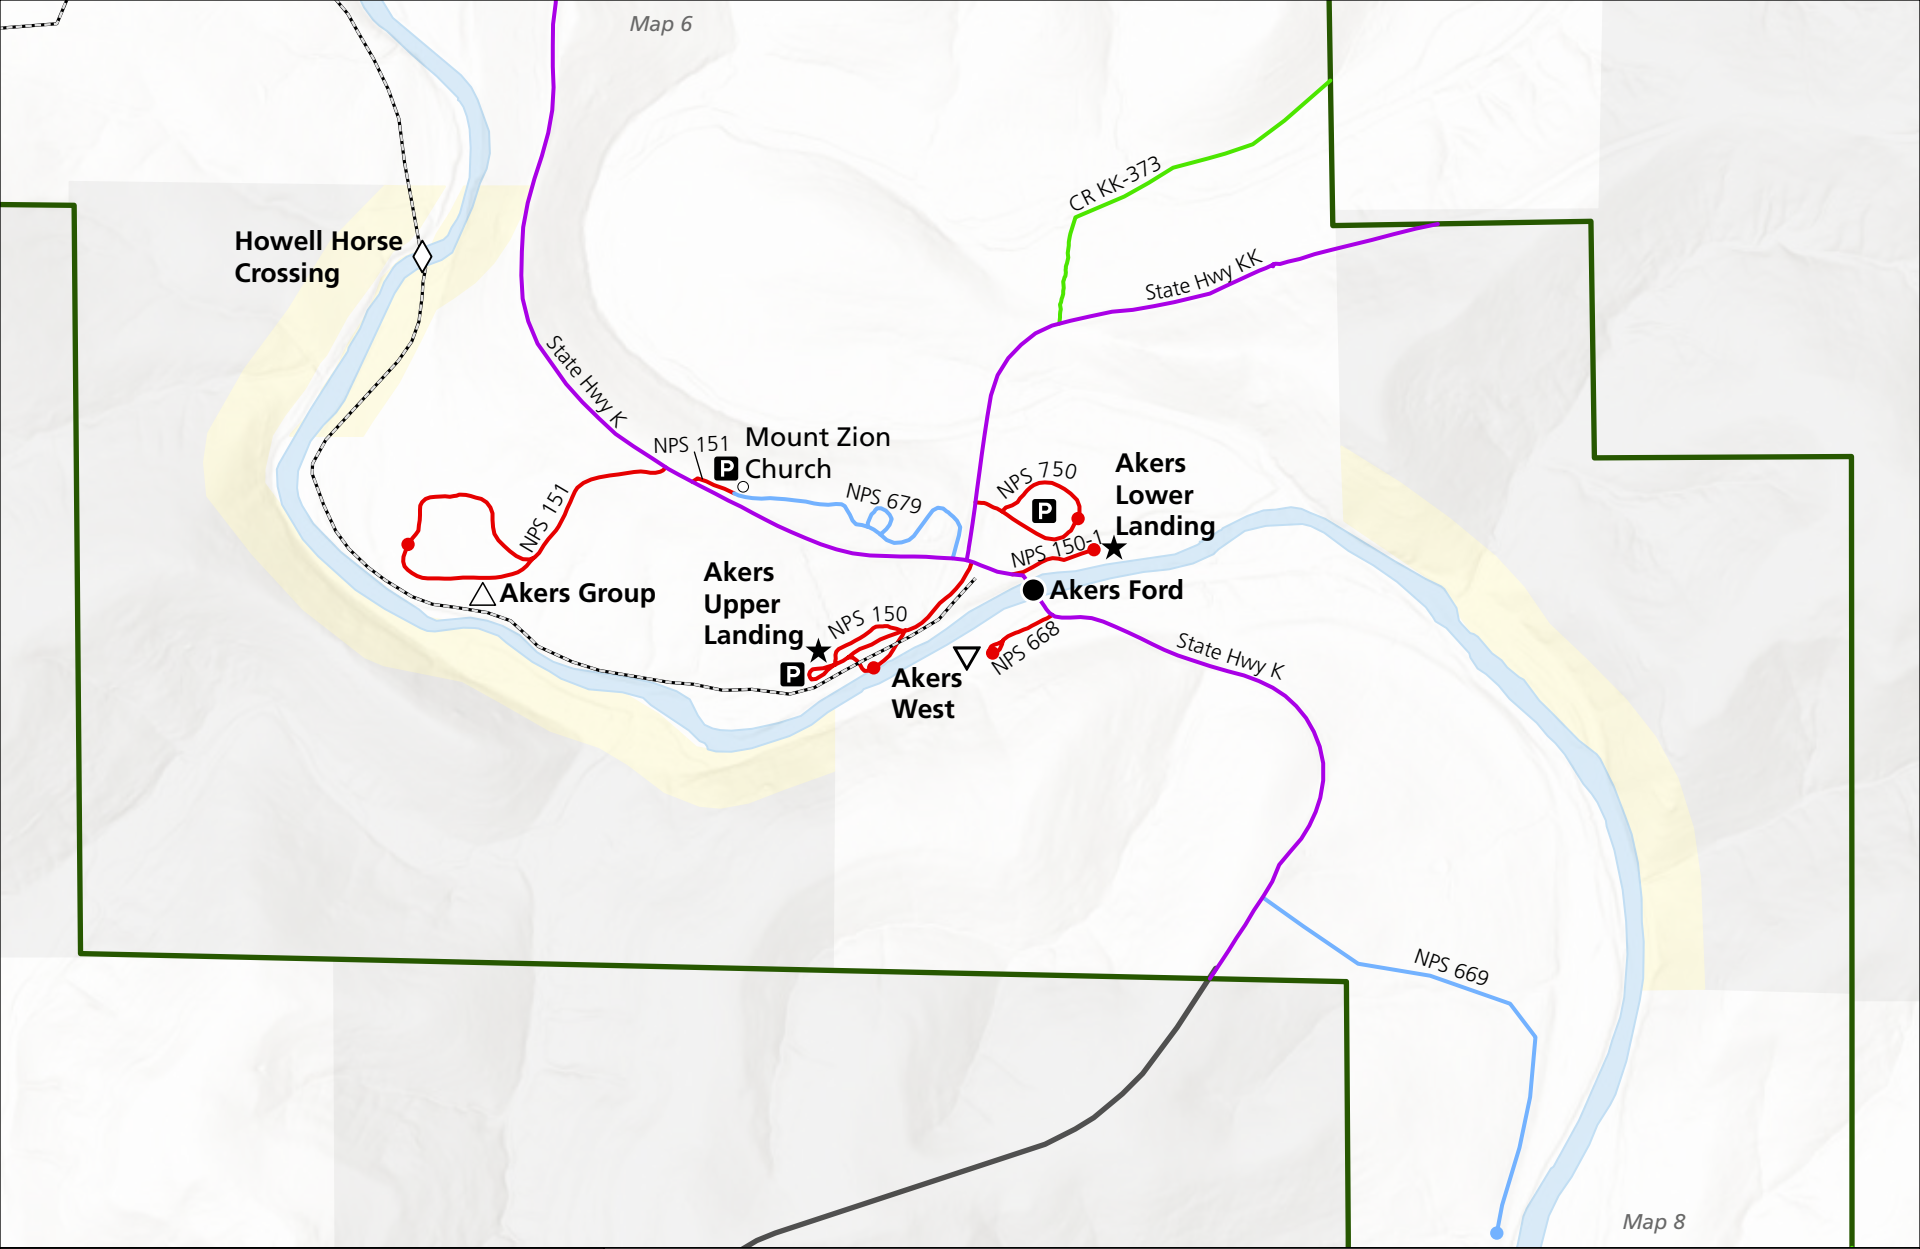 Map 6
CR KK-373
Howell Horse
Crossing
State Hwy KK
State Hwy K
NPS 151
P
Mount Zion
Church
NPS 679
NPS 750
P
Akers
Lower
Landing
NPS 151
NPS 150-1
Akers Group
Akers
Upper
Landing
Akers Ford
NPS 150
P
NPS 668
Akers
West
State Hwy K
NPS 669
Map 8